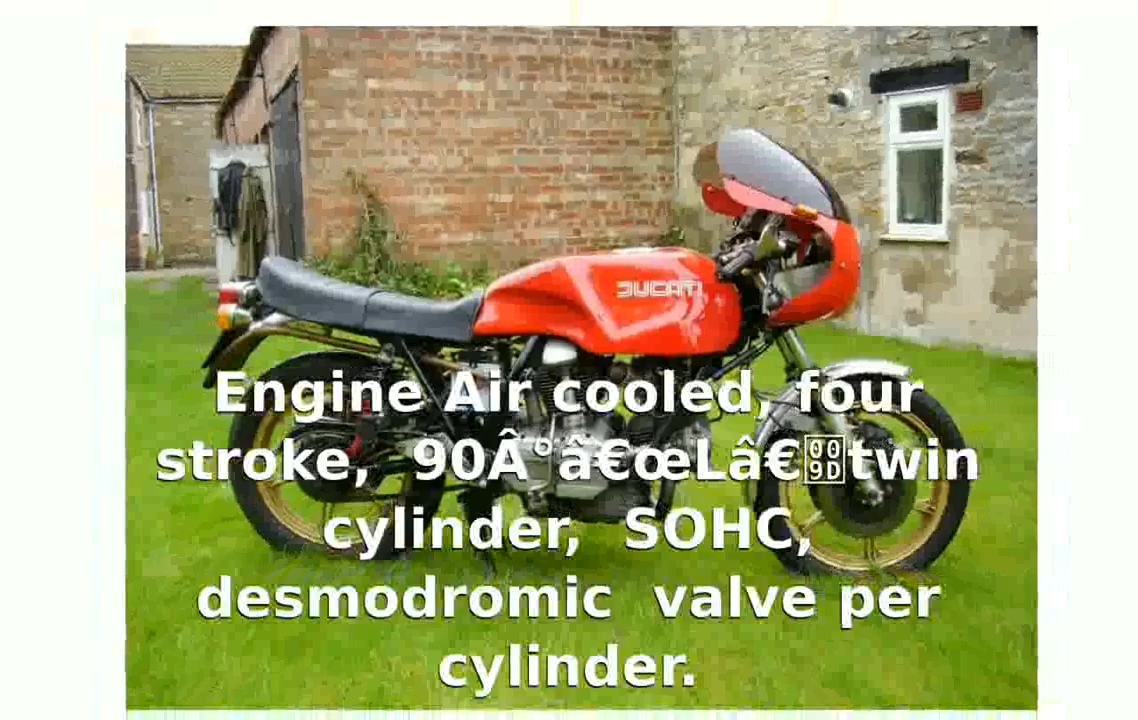 DUCATI
Engine Air cooled, four
stroke, 90Â°â€œLâ€twin
cylinder, SOHC,
desmodromic valve per
cylinder.